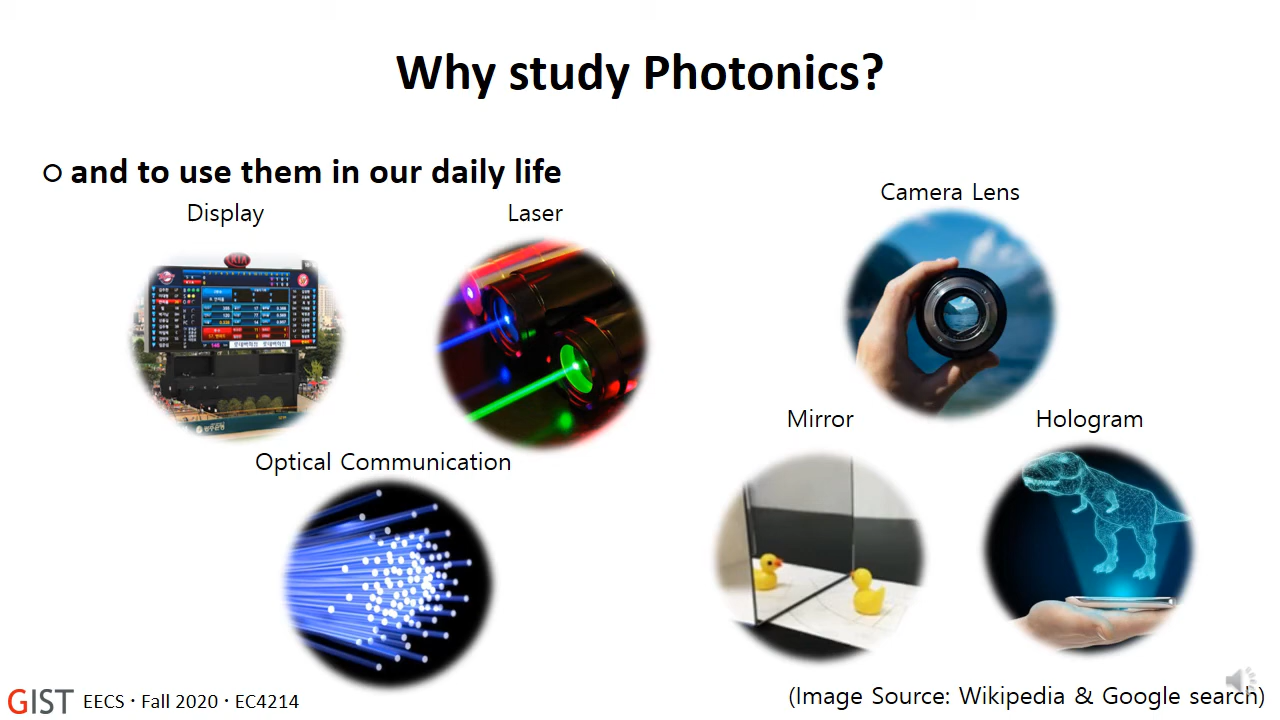 Why study Photonics?
○ and to use them in our daily life
Display
Laser
Camera Lens
KIA
Mirror
Hologram
Optical Communication
GIST EECS · Fall 2020 · EC4214
(Image Source: Wikipedia & Google search)